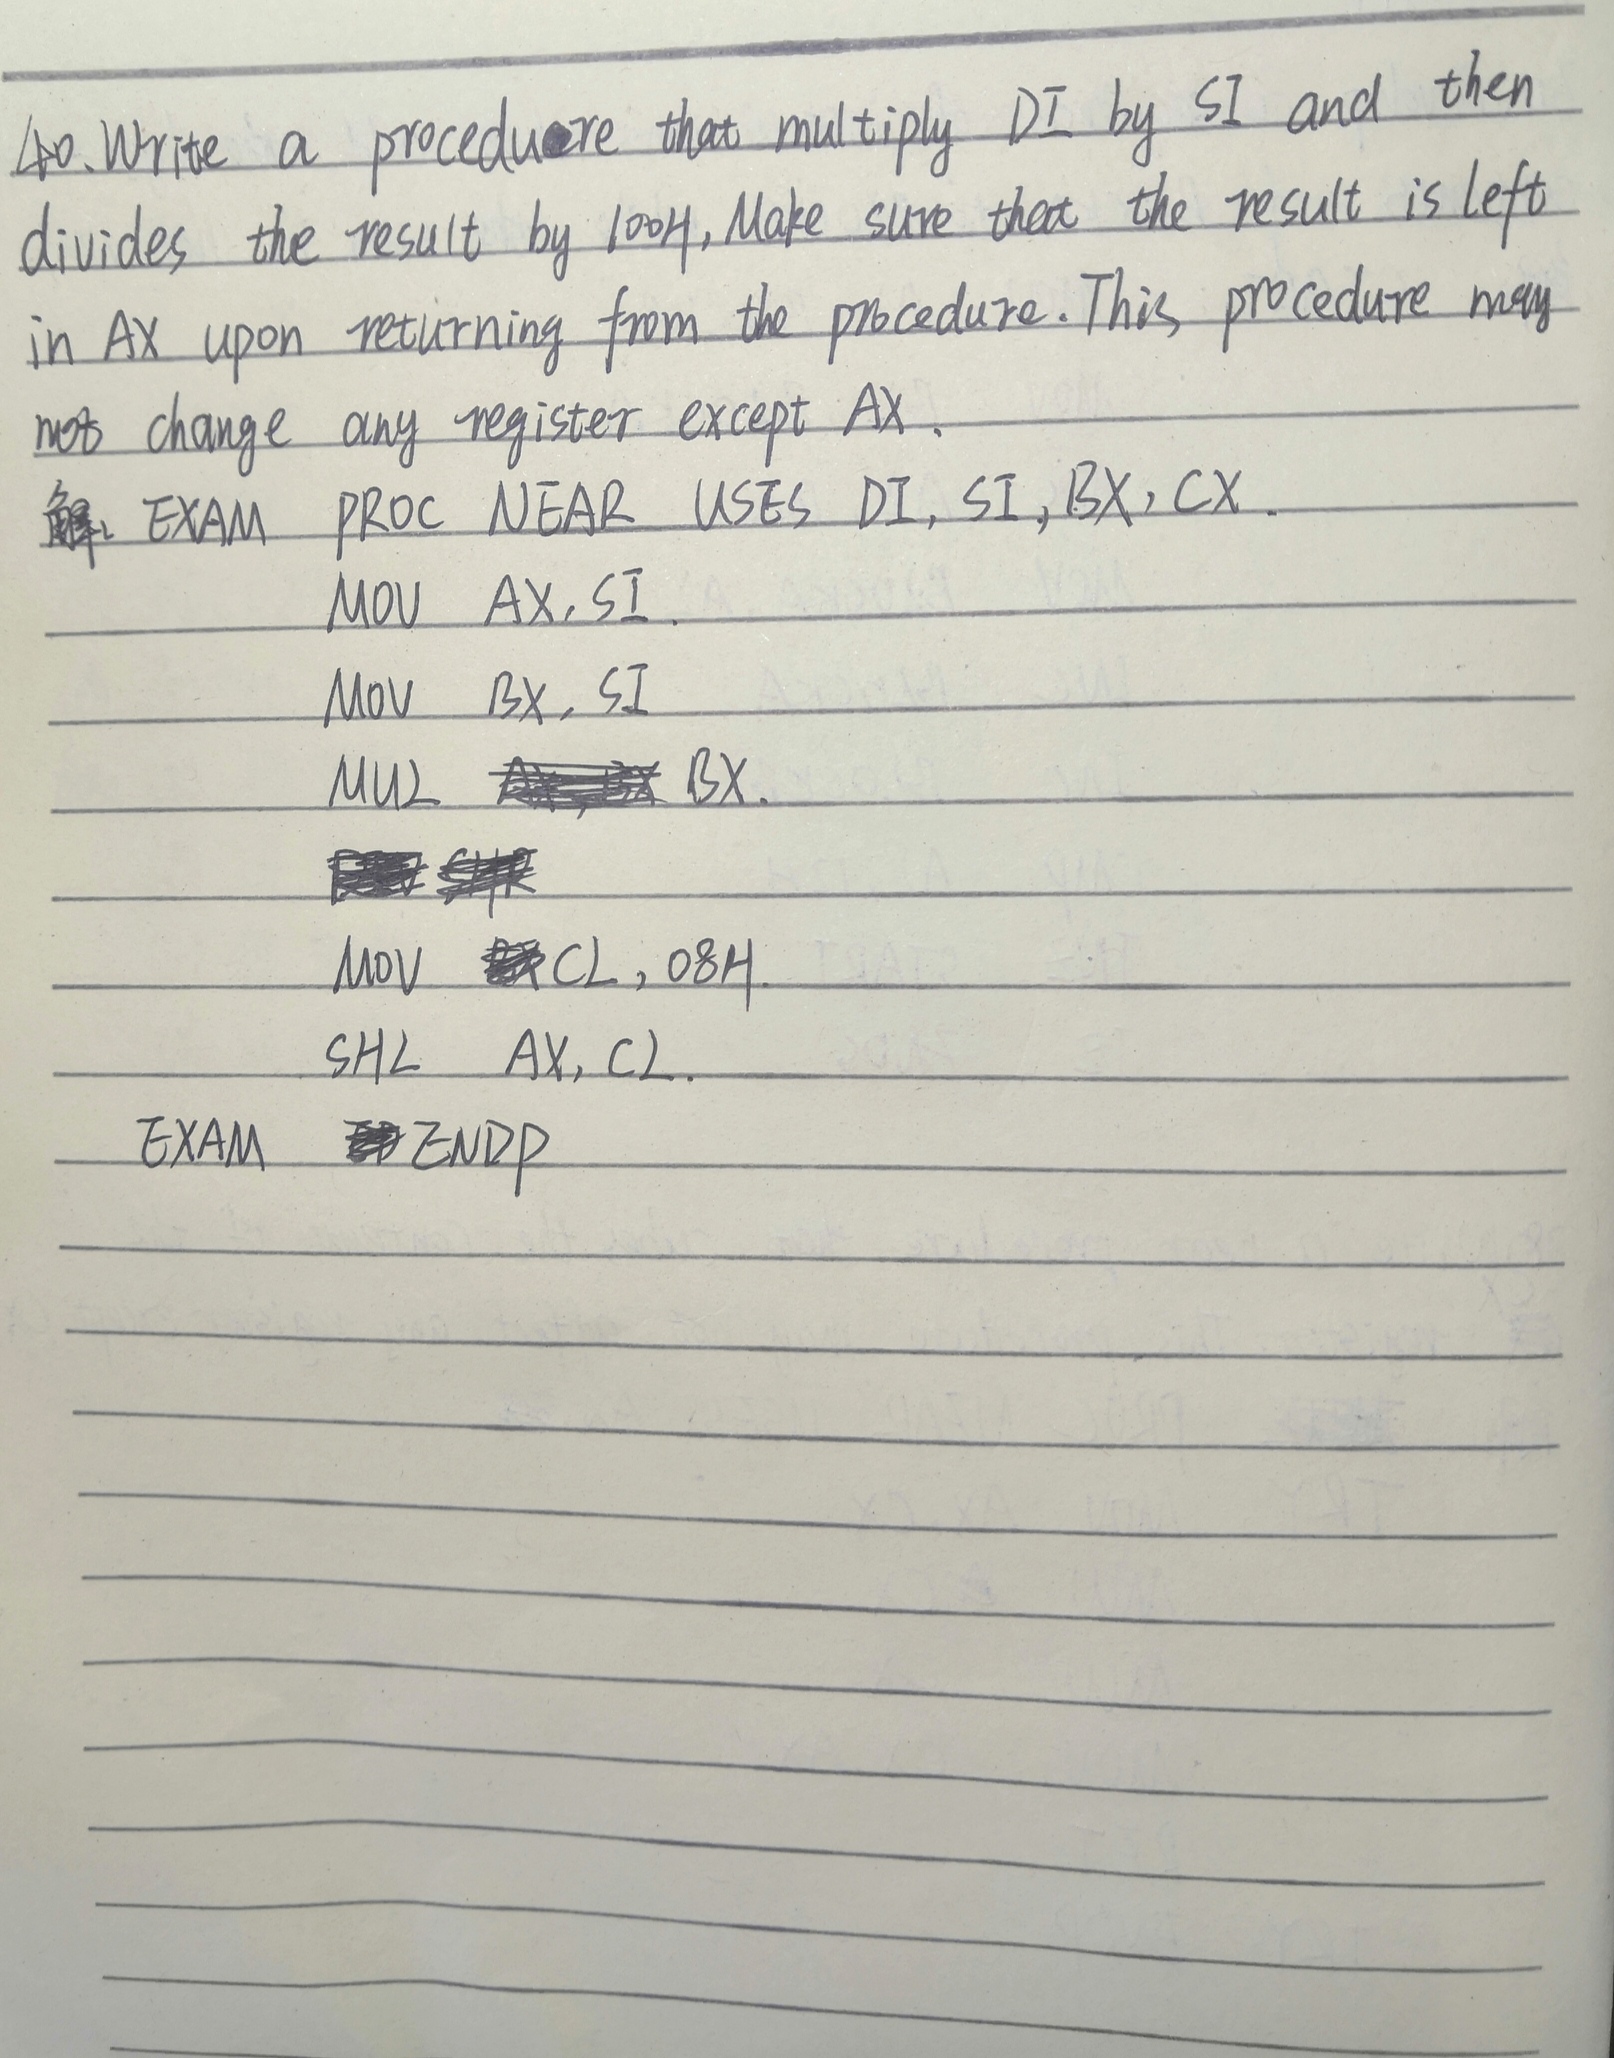 40. Write a procedure that multiply DI by SI and then
divides the result by 100H, Make sure that the result is left
in AX upon returning from the procedure. This procedure may
not change any register except AX.
解: EXAM PROC NEAR USES DI, SI, BX, CX.
MOV AX, SI.
MOV BX, SI
MUL BX.
MOV CL, 08H.
SHL AX, CL.
EXAM ENDP